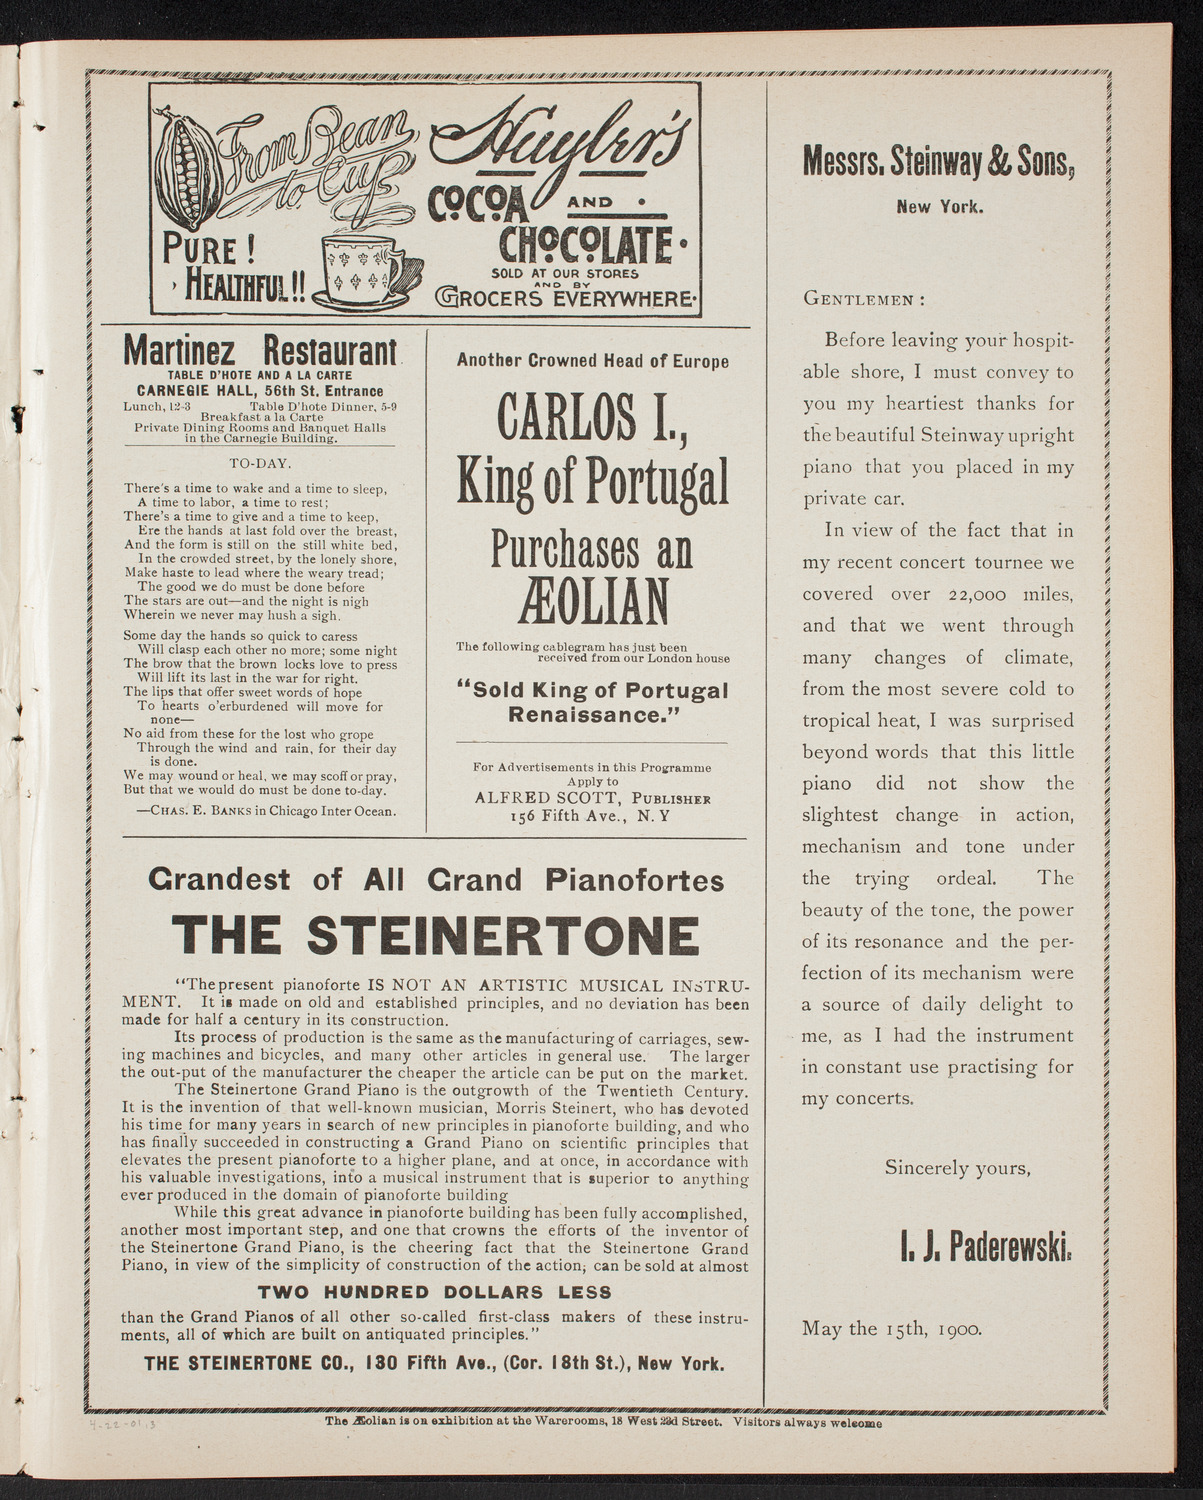 From Bean
to Cup
PURE!
HEALTHFUL!!
Huyler's
COCOA AND
CHOCOLATE
SOLD AT OUR STORES
AND BY
GROCERS EVERYWHERE
Martinez Restaurant
TABLE D'HOTE AND A LA CARTE
CARNEGIE HALL, 56th St. Entrance
Lunch, 12-3 Table D'hote Dinner, 5-9
Breakfast a la Carte
Private Dining Rooms and Banquet Halls
in the Carnegie Building.
TO-DAY.
There's a time to wake and a time to sleep,
A time to labor, a time to rest;
There's a time to give and a time to keep,
Ere the hands at last fold over the breast,
And the form is still on the still white bed,
In the crowded street, by the lonely shore,
Make haste to lead where the weary tread;
The good we do must be done before
The stars are out—and the night is nigh
Wherein we never may hush a sigh.
Some day the hands so quick to caress
Will clasp each other no more; some night
The brow that the brown locks love to press
Will lift its last in the war for right.
The lips that offer sweet words of hope
To hearts o'erburdened will move for
none—
No aid from these for the lost who grope
Through the wind and rain, for their day
is done.
We may wound or heal, we may scoff or pray,
But that we would do must be done to-day.
—CHAS. E. BANKS in Chicago Inter Ocean.
Another Crowned Head of Europe
CARLOS I.,
King of Portugal
Purchases an
ÆOLIAN
The following cablegram has just been
received from our London house
"Sold King of Portugal
Renaissance."
For Advertisements in this Programme
Apply to
ALFRED SCOTT, PUBLISHER
156 Fifth Ave., N. Y
Grandest of All Grand Pianofortes
THE STEINERTONE
"The present pianoforte IS NOT AN ARTISTIC MUSICAL INSTRU-
MENT. It is made on old and established principles, and no deviation has been
made for half a century in its construction.
Its process of production is the same as the manufacturing of carriages, sew-
ing machines and bicycles, and many other articles in general use. The larger
the out-put of the manufacturer the cheaper the article can be put on the market.
The Steinertone Grand Piano is the outgrowth of the Twentieth Century.
It is the invention of that well-known musician, Morris Steinert, who has devoted
his time for many years in search of new principles in pianoforte building, and who
has finally succeeded in constructing a Grand Piano on scientific principles that
elevates the present pianoforte to a higher plane, and at once, in accordance with
his valuable investigations, into a musical instrument that is superior to anything
ever produced in the domain of pianoforte building
While this great advance in pianoforte building has been fully accomplished,
another most important step, and one that crowns the efforts of the inventor of
the Steinertone Grand Piano, is the cheering fact that the Steinertone Grand
Piano, in view of the simplicity of construction of the action, can be sold at almost
TWO HUNDRED DOLLARS LESS
than the Grand Pianos of all other so-called first-class makers of these instru-
ments, all of which are built on antiquated principles."
THE STEINERTONE CO., 130 Fifth Ave., (Cor. 18th St.), New York.
Messrs. Steinway & Sons,
New York.
GENTLEMEN:
Before leaving your hospit-
able shore, I must convey to
you my heartiest thanks for
the beautiful Steinway upright
piano that you placed in my
private car.
In view of the fact that in
my recent concert tournee we
covered over 22,000 miles,
and that we went through
many changes of climate,
from the most severe cold to
tropical heat, I was surprised
beyond words that this little
piano did not show the
slightest change in action,
mechanism and tone under
the trying ordeal. The
beauty of the tone, the power
of its resonance and the per-
fection of its mechanism were
a source of daily delight to
me, as I had the instrument
in constant use practising for
my concerts.
Sincerely yours,
I. J. Paderewski.
May the 15th, 1900.
4-22-01.3
The Æolian is on exhibition at the Warerooms, 18 West 23d Street. Visitors always welcome